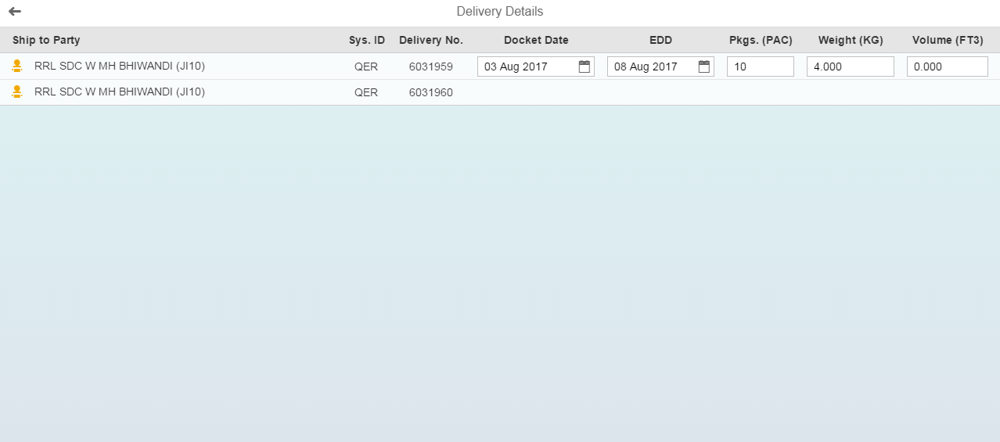 Delivery Details
Ship to Party Sys. ID Delivery No. Docket Date EDD Pkgs. (PAC) Weight (KG) Volume (FT3)
RRL SDC W MH BHIWANDI (JI10) QER 6031959 03 Aug 2017 08 Aug 2017 10 4.000 0.000
RRL SDC W MH BHIWANDI (JI10) QER 6031960